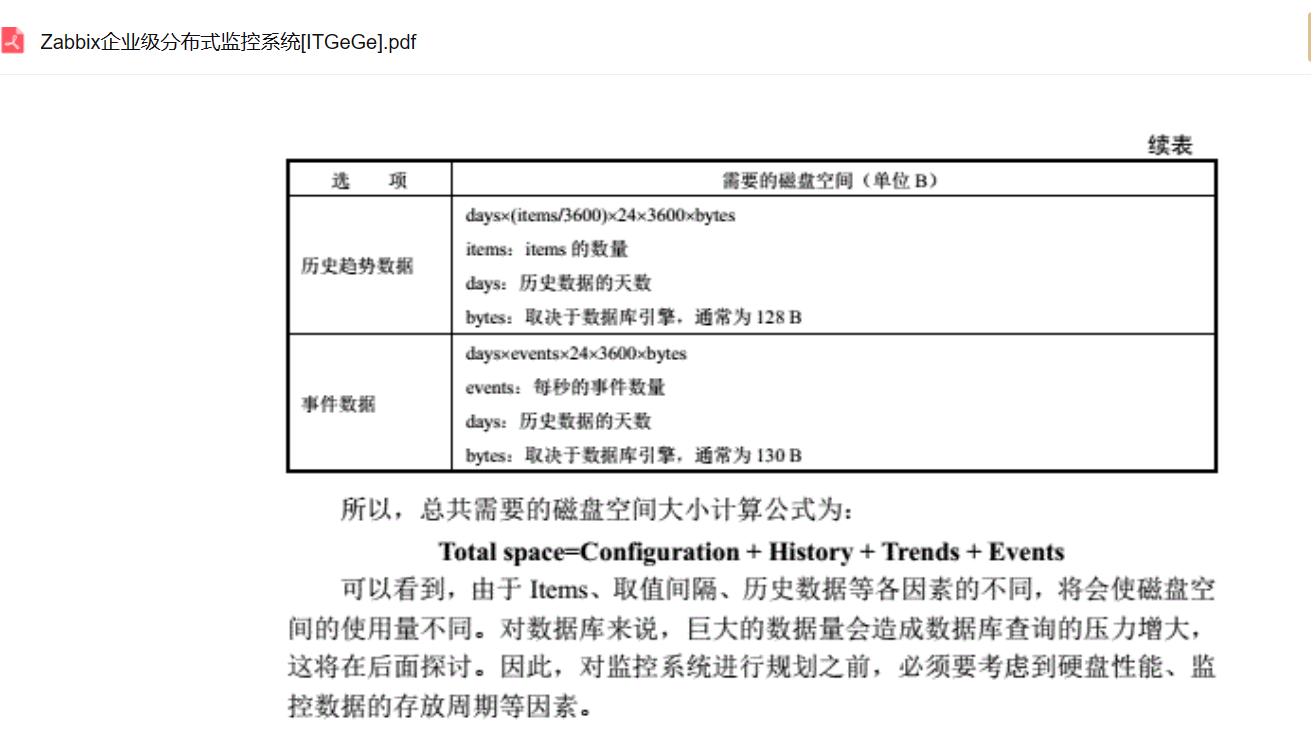 Zabbix企业级分布式监控系统[ITGeGe].pdf
续表
选 项 需要的磁盘空间（单位 B）
历史趋势数据
days×(items/3600)×24×3600×bytes
items：items 的数量
days：历史数据的天数
bytes：取决于数据库引擎，通常为 128 B
事件数据
days×events×24×3600×bytes
events：每秒的事件数量
days：历史数据的天数
bytes：取决于数据库引擎，通常为 130 B
所以，总共需要的磁盘空间大小计算公式为：
Total space=Configuration + History + Trends + Events
可以看到，由于 Items、取值间隔、历史数据等各因素的不同，将会使磁盘空
间的使用量不同。对数据库来说，巨大的数据量会造成数据库查询的压力增大，
这将在后面探讨。因此，对监控系统进行规划之前，必须要考虑到硬盘性能、监
控数据的存放周期等因素。